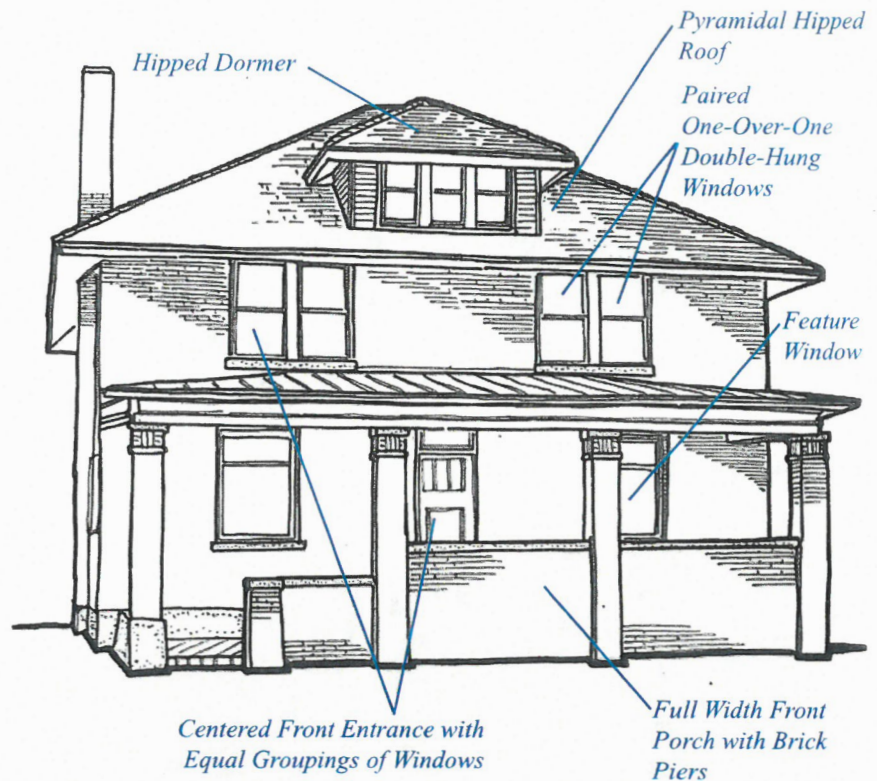 Hipped Dormer
Pyramidal Hipped
Roof
Paired
One-Over-One
Double-Hung
Windows
Feature
Window
Centered Front Entrance with
Equal Groupings of Windows
Full Width Front
Porch with Brick
Piers